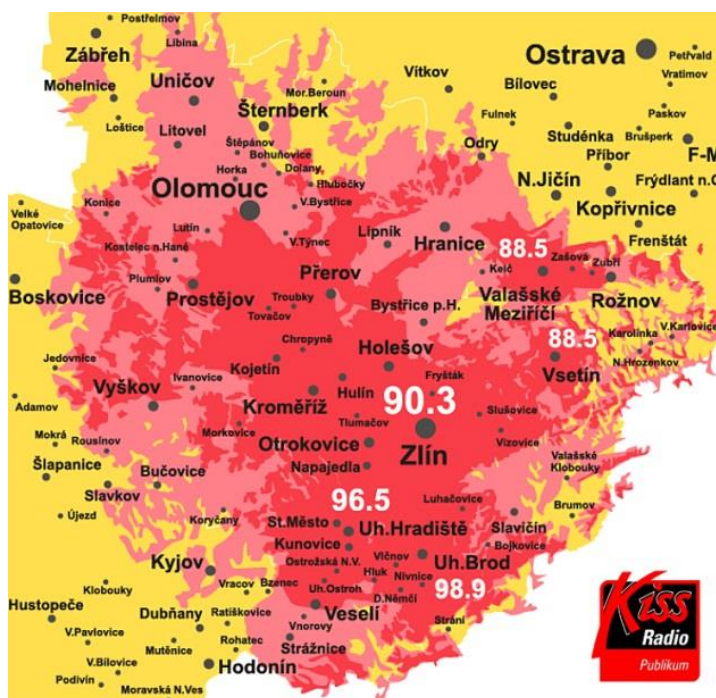 Postřelmov
Zábřeh
Libina
Ostrava
Petřvald
Mohelnice
Uničov
Mor.Beroun
Vítkov
Bílovec
Vratimov
Loštice
Šternberk
Fulnek
Paskov
Litovel
Studénka
Brušperk
Štěpánov
Bohuňovice
Odry
Příbor
F-M
Horka
Dolany
Hlubočky
N.Jičín
Frýdlant n.O
Olomouc
V.Bystřice
Kopřivnice
Velké
Opatovice
Konice
Lutín
V.Týnec
Lipník
Hranice
88.5
Frenštát
Kostelec n.Hané
Zašová
Zubří
Boskovice
Plumlov
Přerov
Kelč
Valašské
Meziříčí
Rožnov
Prostějov
Troubky
Tovačov
Bystřice p.H.
88.5
V.Karlovice
Karolinka
Chropyně
Holešov
Vsetín
N.Hrozenkov
Jedovnice
Kojetín
Ivanovice
Fryšták
Vyškov
Hulín
90.3
Adamov
Kroměříž
Tlumačov
Slušovice
Mokrá
Rousínov
Morkovice
Otrokovice
Zlín
Vizovice
Šlapanice
Bučovice
Napajedla
Valašské
Klobouky
Slavkov
96.5
Luhačovice
Brumov
Újezd
Koryčany
St.Město
Uh.Hradiště
Slavičín
Kunovice
Bojkovice
Kyjov
Ostrožská N.V.
Vlčnov
Uh.Brod
Klobouky
Vracov
Bzenec
Hluk
Nivnice
98.9
Uh.Ostroh
D.Němčí
Hustopeče
Dubňany
Ratiškovice
Veselí
V.Pavlovice
Vnorovy
Strání
Mutěnice
Rohatec
Strážnice
V.Bílovice
Hodonín
Podivín
Moravská N.Ves
Kiss
Radio
Publikum